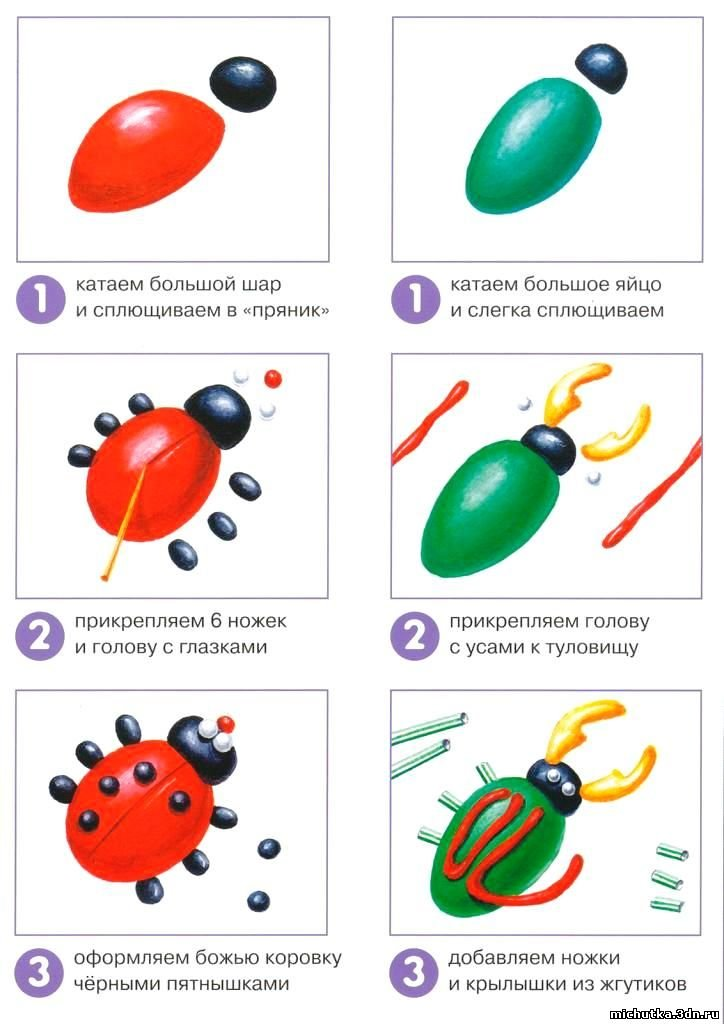 1
катаем большой шар
и сплющиваем в «пряник»
1
катаем большое яйцо
и слегка сплющиваем
2
прикрепляем 6 ножек
и голову с глазками
2
прикрепляем голову
с усами к туловищу
3
оформляем божью коровку
чёрными пятнышками
3
добавляем ножки
и крылышки из жгутиков
michutka.3dn.ru